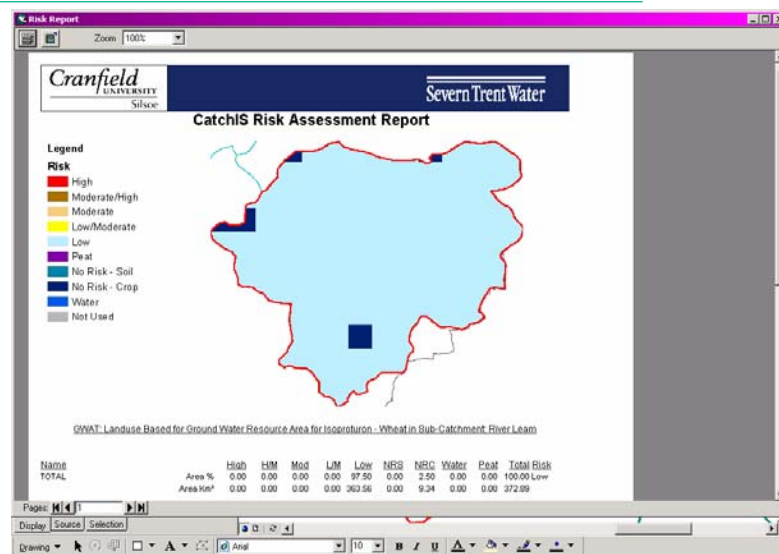 Risk Report
Zoom 100%
Cranfield
UNIVERSITY
Silsoe
Severn Trent Water
CatchIS Risk Assessment Report
Legend
Risk
High
Moderate/High
Moderate
Low/Moderate
Low
Peat
No Risk - Soil
No Risk - Crop
Water
Not Used
GWAT: Landuse Based for Ground Water Resource Area for Isoproturon - Wheat in Sub-Catchment: River Leam
Name High H/M Mod L/M Low NRS NRC Water Peat Total Risk
TOTAL Area % 0.00 0.00 0.00 0.00 97.50 0.00 2.50 0.00 0.00 100.00 Low
Area Km² 0.00 0.00 0.00 0.00 363.56 0.00 9.34 0.00 0.00 372.89
Pages: 1
Display Source Selection
Drawing A Arial 10 B I U A